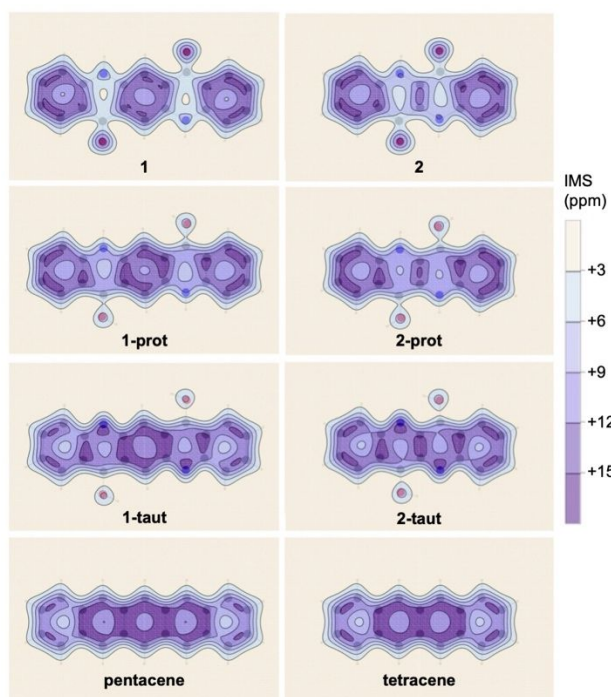 1
2
IMS
(ppm)
+3
+6
+9
+12
+15
1-prot
2-prot
1-taut
2-taut
pentacene
tetracene